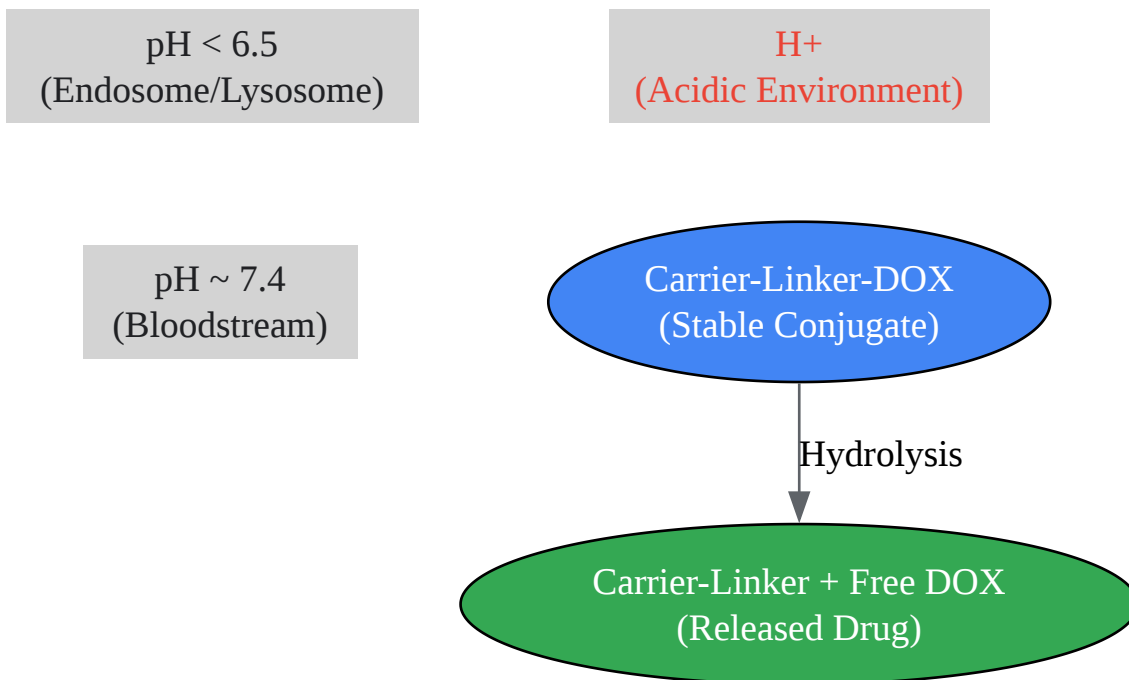 pH < 6.5
(Endosome/Lysosome)
H+
(Acidic Environment)
pH ~ 7.4
(Bloodstream)
Carrier-Linker-DOX
(Stable Conjugate)
Hydrolysis
Carrier-Linker + Free DOX
(Released Drug)